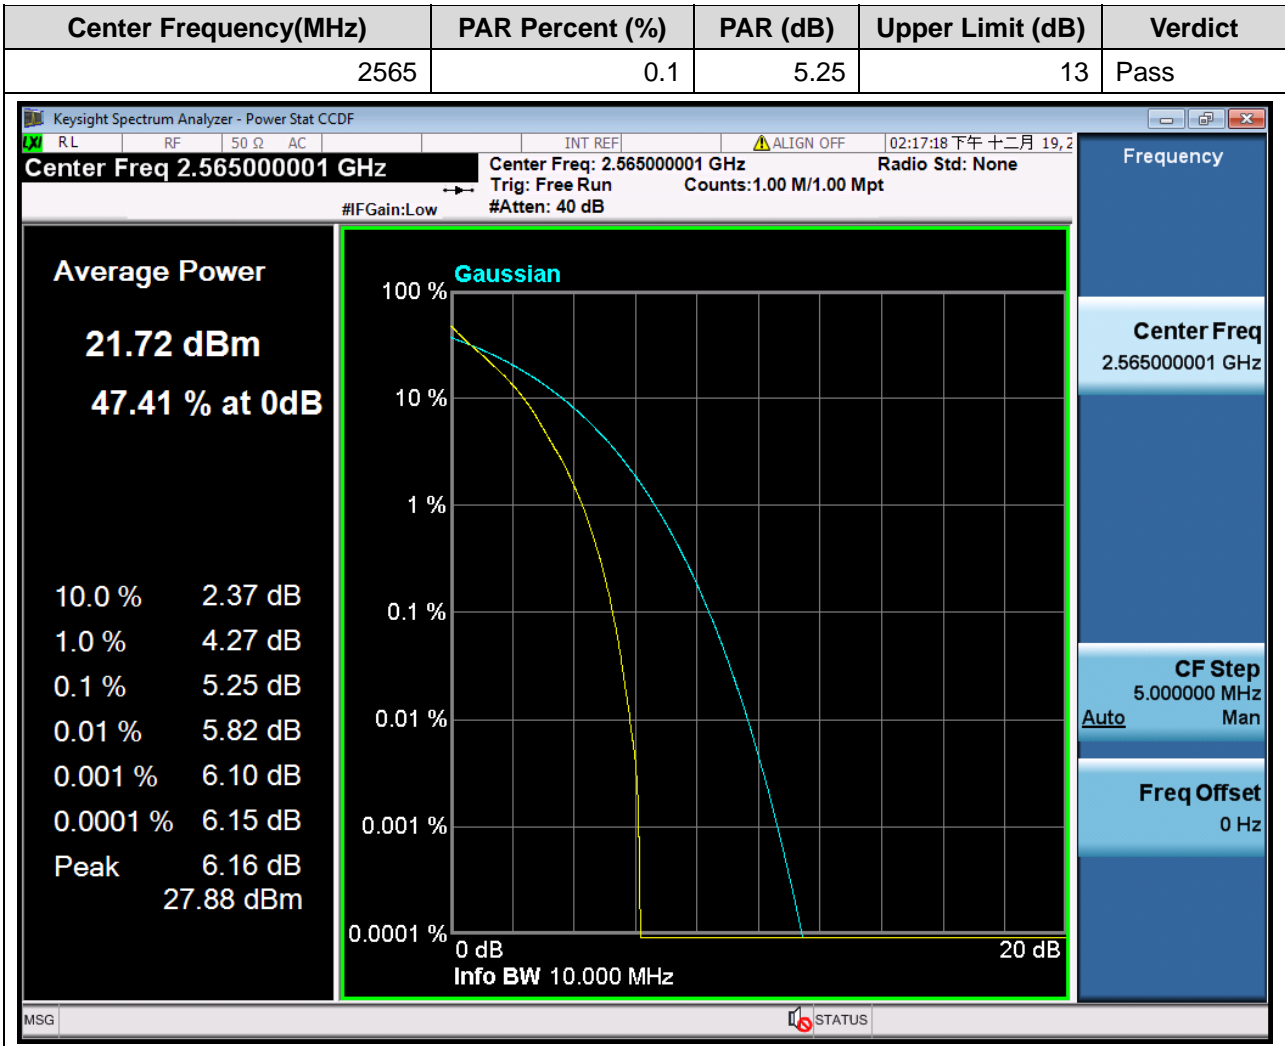 Center Frequency(MHz) PAR Percent (%) PAR (dB) Upper Limit (dB) Verdict
2565 0.1 5.25 13 Pass
Keysight Spectrum Analyzer - Power Stat CCDF
LXI RL RF 50 Ω AC INT REF ALIGN OFF 02:17:18 下午 十二月 19, 2
Center Freq 2.565000001 GHz
Center Freq: 2.565000001 GHz Radio Std: None
Trig: Free Run Counts:1.00 M/1.00 Mpt
#IFGain:Low #Atten: 40 dB
Average Power
21.72 dBm
47.41 % at 0dB
10.0 % 2.37 dB
1.0 % 4.27 dB
0.1 % 5.25 dB
0.01 % 5.82 dB
0.001 % 6.10 dB
0.0001 % 6.15 dB
Peak 6.16 dB
27.88 dBm
Gaussian
100 %
10 %
1 %
0.1 %
0.01 %
0.001 %
0.0001 %
0 dB 20 dB
Info BW 10.000 MHz
Frequency
Center Freq
2.565000001 GHz
CF Step
5.000000 MHz
Auto Man
Freq Offset
0 Hz
MSG STATUS